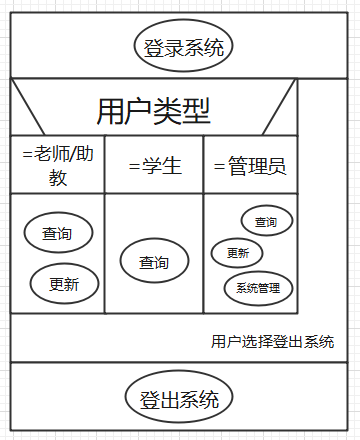 登录系统
用户类型
=老师/助
教
=学生
=管理员
查询
更新
查询
查询
更新
系统管理
用户选择登出系统
登出系统